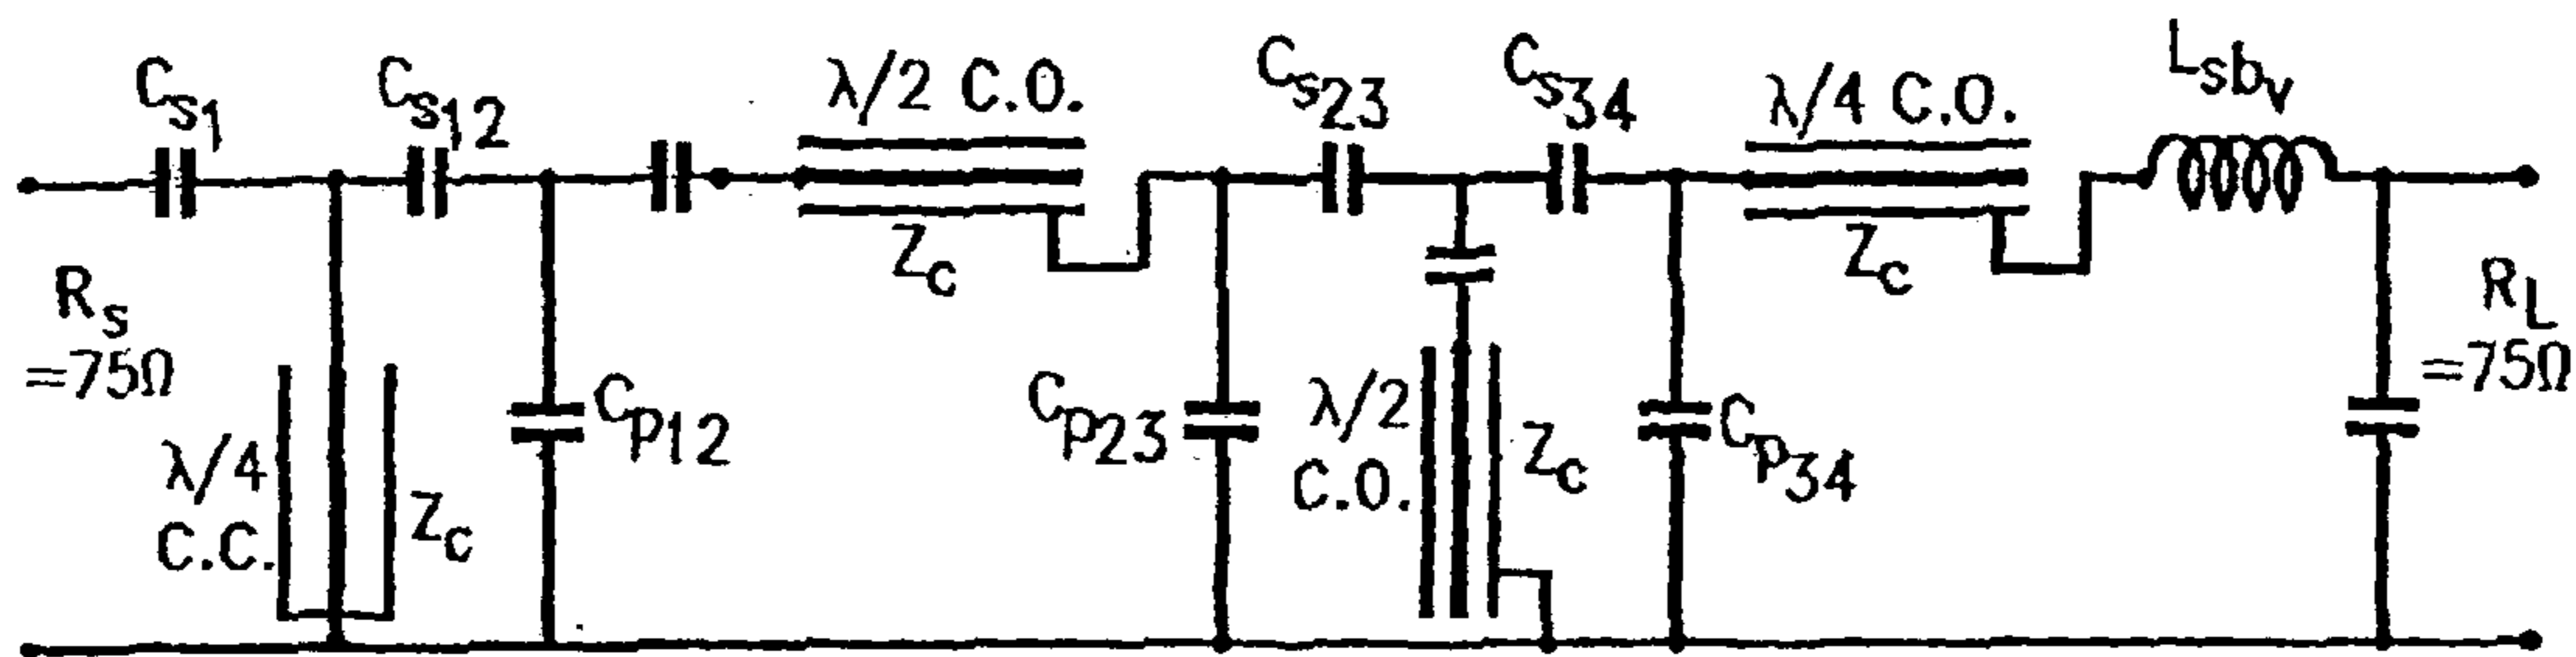 Cs1
Cs12
λ/2 C.O.
Zc
Cs23
Cs34
λ/4 C.O.
Zc
Lsbv
Rs
=75Ω
λ/4
C.C.
Zc
Cp12
Cp23
λ/2
C.O.
Zc
Cp34
RL
=75Ω